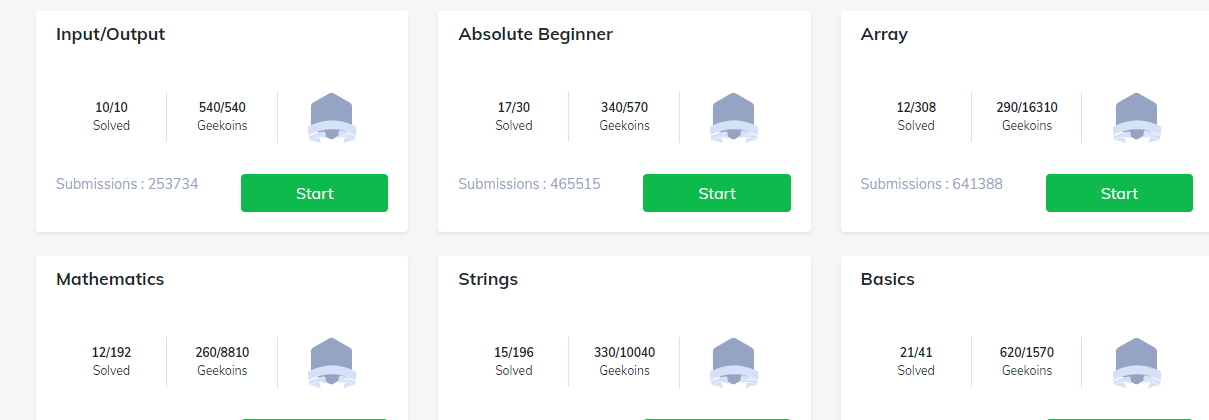 Input/Output
10/10
Solved
540/540
Geekoins
Submissions : 253734
Start
Absolute Beginner
17/30
Solved
340/570
Geekoins
Submissions : 465515
Start
Array
12/308
Solved
290/16310
Geekoins
Submissions : 641388
Start
Mathematics
12/192
Solved
260/8810
Geekoins
Strings
15/196
Solved
330/10040
Geekoins
Basics
21/41
Solved
620/1570
Geekoins